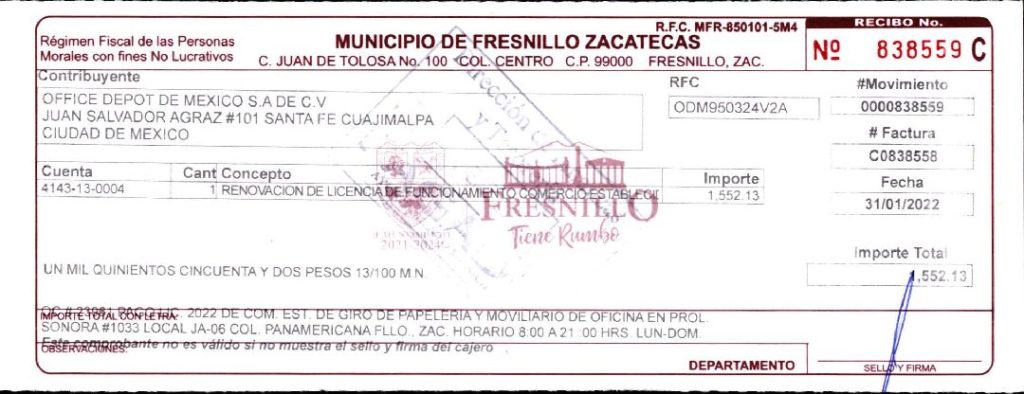 R.F.C. MFR-850101-5M4
RECIBO No.
Régimen Fiscal de las Personas
Morales con fines No Lucrativos
MUNICIPIO DE FRESNILLO ZACATECAS
C. JUAN DE TOLOSA No. 100 COL. CENTRO C.P. 99000 FRESNILLO, ZAC.
Nº 838559 C
Contribuyente
RFC
#Movimiento
OFFICE DEPOT DE MEXICO S.A DE C.V
JUAN SALVADOR AGRAZ #101 SANTA FE CUAJIMALPA
CIUDAD DE MEXICO
ODM950324V2A
0000838559
# Factura
C0838558
Cuenta Cant Concepto Importe
4143-13-0004 1 RENOVACION DE LICENCIA DE FUNCIONAMIENTO COMERCIO ESTABLECI 1,552.13
Fecha
31/01/2022
Dirección
FRESNILLO
Tiene Rumbo
2021-2024
Importe Total
1,552.13
UN MIL QUINIENTOS CINCUENTA Y DOS PESOS 13/100 M.N.
OC # 23981 PAGO LIC. 2022 DE COM. EST. DE GIRO DE PAPELERIA Y MOVILIARIO DE OFICINA EN PROL.
IMPORTE TOTAL CON LETRA:
SONORA #1033 LOCAL JA-06 COL. PANAMERICANA FLLO., ZAC. HORARIO 8:00 A 21:00 HRS. LUN-DOM.
Este comprobante no es válido si no muestra el sello y firma del cajero
OBSERVACIONES:
DEPARTAMENTO
SELLO Y FIRMA